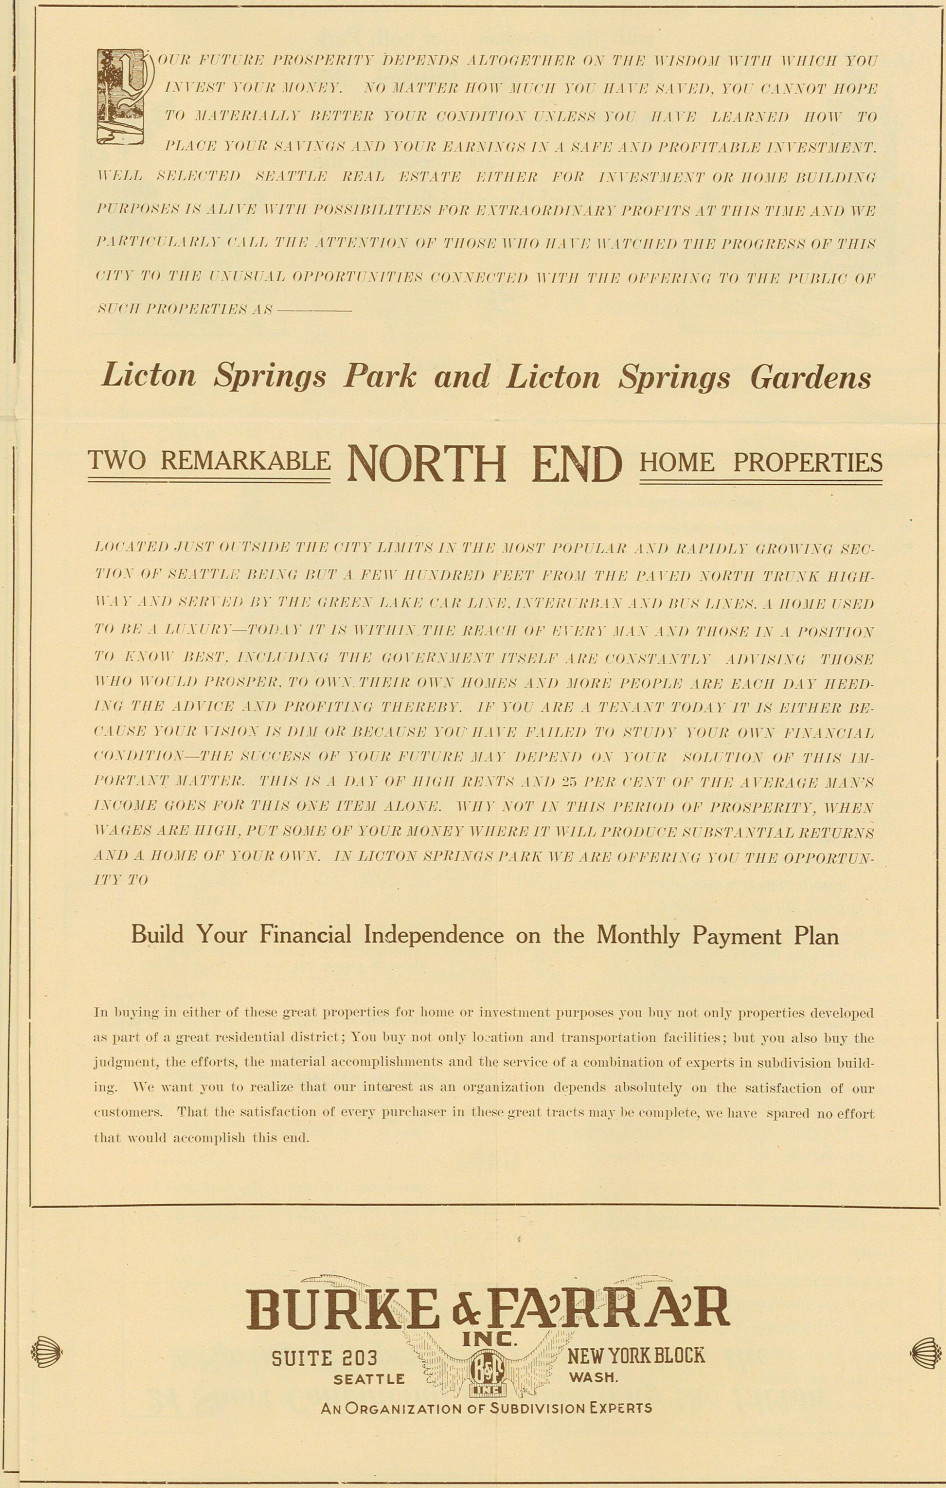 YOUR FUTURE PROSPERITY DEPENDS ALTOGETHER ON THE WISDOM WITH WHICH YOU
INVEST YOUR MONEY. NO MATTER HOW MUCH YOU HAVE SAVED, YOU CANNOT HOPE
TO MATERIALLY BETTER YOUR CONDITION UNLESS YOU HAVE LEARNED HOW TO
PLACE YOUR SAVINGS AND YOUR EARNINGS IN A SAFE AND PROFITABLE INVESTMENT.
WELL SELECTED SEATTLE REAL ESTATE EITHER FOR INVESTMENT OR HOME BUILDING
PURPOSES IS ALIVE WITH POSSIBILITIES FOR EXTRAORDINARY PROFITS AT THIS TIME AND WE
PARTICULARLY CALL THE ATTENTION OF THOSE WHO HAVE WATCHED THE PROGRESS OF THIS
CITY TO THE UNUSUAL OPPORTUNITIES CONNECTED WITH THE OFFERING TO THE PUBLIC OF
SUCH PROPERTIES AS ————
Licton Springs Park and Licton Springs Gardens
TWO REMARKABLE NORTH END HOME PROPERTIES
LOCATED JUST OUTSIDE THE CITY LIMITS IN THE MOST POPULAR AND RAPIDLY GROWING SEC-
TION OF SEATTLE BEING BUT A FEW HUNDRED FEET FROM THE PAVED NORTH TRUNK HIGH-
WAY AND SERVED BY THE GREEN LAKE CAR LINE, INTERURBAN AND BUS LINES. A HOME USED
TO BE A LUXURY—TODAY IT IS WITHIN THE REACH OF EVERY MAN AND THOSE IN A POSITION
TO KNOW BEST, INCLUDING THE GOVERNMENT ITSELF ARE CONSTANTLY ADVISING THOSE
WHO WOULD PROSPER, TO OWN THEIR OWN HOMES AND MORE PEOPLE ARE EACH DAY HEED-
ING THE ADVICE AND PROFITING THEREBY. IF YOU ARE A TENANT TODAY IT IS EITHER BE-
CAUSE YOUR VISION IS DIM OR BECAUSE YOU HAVE FAILED TO STUDY YOUR OWN FINANCIAL
CONDITION—THE SUCCESS OF YOUR FUTURE MAY DEPEND ON YOUR SOLUTION OF THIS IM-
PORTANT MATTER. THIS IS A DAY OF HIGH RENTS AND 25 PER CENT OF THE AVERAGE MAN'S
INCOME GOES FOR THIS ONE ITEM ALONE. WHY NOT IN THIS PERIOD OF PROSPERITY, WHEN
WAGES ARE HIGH, PUT SOME OF YOUR MONEY WHERE IT WILL PRODUCE SUBSTANTIAL RETURNS
AND A HOME OF YOUR OWN. IN LICTON SPRINGS PARK WE ARE OFFERING YOU THE OPPORTUN-
ITY TO
Build Your Financial Independence on the Monthly Payment Plan
In buying in either of these great properties for home or investment purposes you buy not only properties developed
as part of a great residential district; You buy not only location and transportation facilities; but you also buy the
judgment, the efforts, the material accomplishments and the service of a combination of experts in subdivision build-
ing. We want you to realize that our interest as an organization depends absolutely on the satisfaction of our
customers. That the satisfaction of every purchaser in these great tracts may be complete, we have spared no effort
that would accomplish this end.
BURKE & FARRAR
INC.
SUITE 203 NEW YORK BLOCK
SEATTLE WASH.
B&F
INC
AN ORGANIZATION OF SUBDIVISION EXPERTS